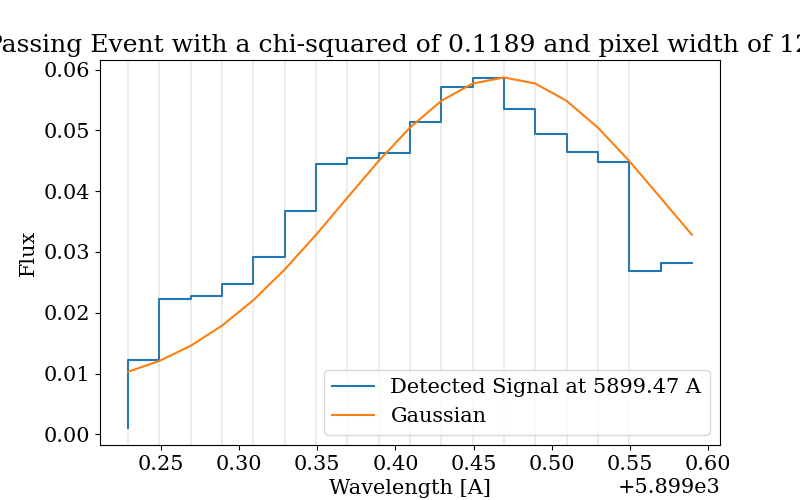 Passing Event with a chi-squared of 0.1189 and pixel width of 12
0.06
0.05
0.04
0.03
0.02
0.01
0.00
Flux
Detected Signal at 5899.47 A
Gaussian
0.25 0.30 0.35 0.40 0.45 0.50 0.55 0.60
+5.899e3
Wavelength [A]